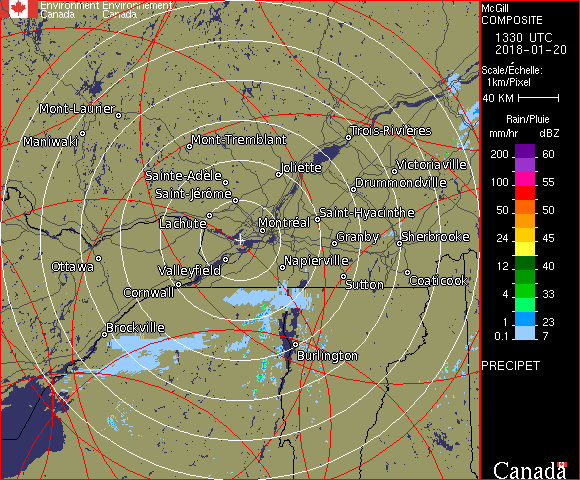 Environment Environnement
Canada Canada
McGill
COMPOSITE
1330 UTC
2018-01-20
Scale/Échelle:
1km/Pixel
40 KM
Rain/Pluie
mm/hr dBZ
200 60
100 55
50 50
24 45
12 40
4 33
1 23
0.1 7
PRECIPET
Mont-Laurier
Maniwaki
Mont-Tremblant
Trois-Rivières
Joliette
Victoriaville
Sainte-Adèle
Drummondville
Saint-Jérôme
Lachute
Saint-Hyacinthe
Montréal
Granby
Sherbrooke
Ottawa
Valleyfield
Napierville
Cornwall
Sutton
Coaticook
Brockville
Burlington
Canada